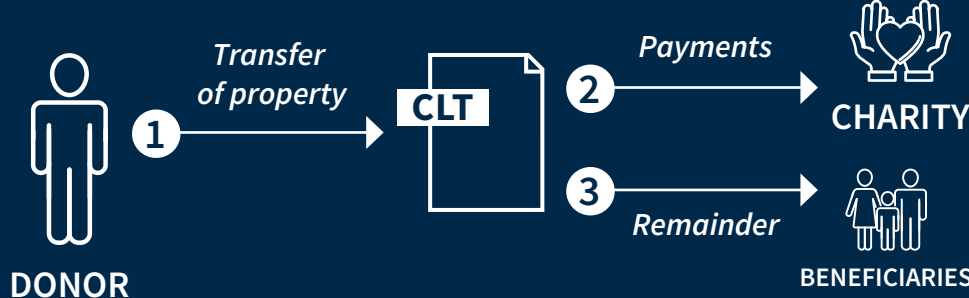 Transfer
of property
1
DONOR
CLT
2
Payments
CHARITY
3
Remainder
BENEFICIARIES